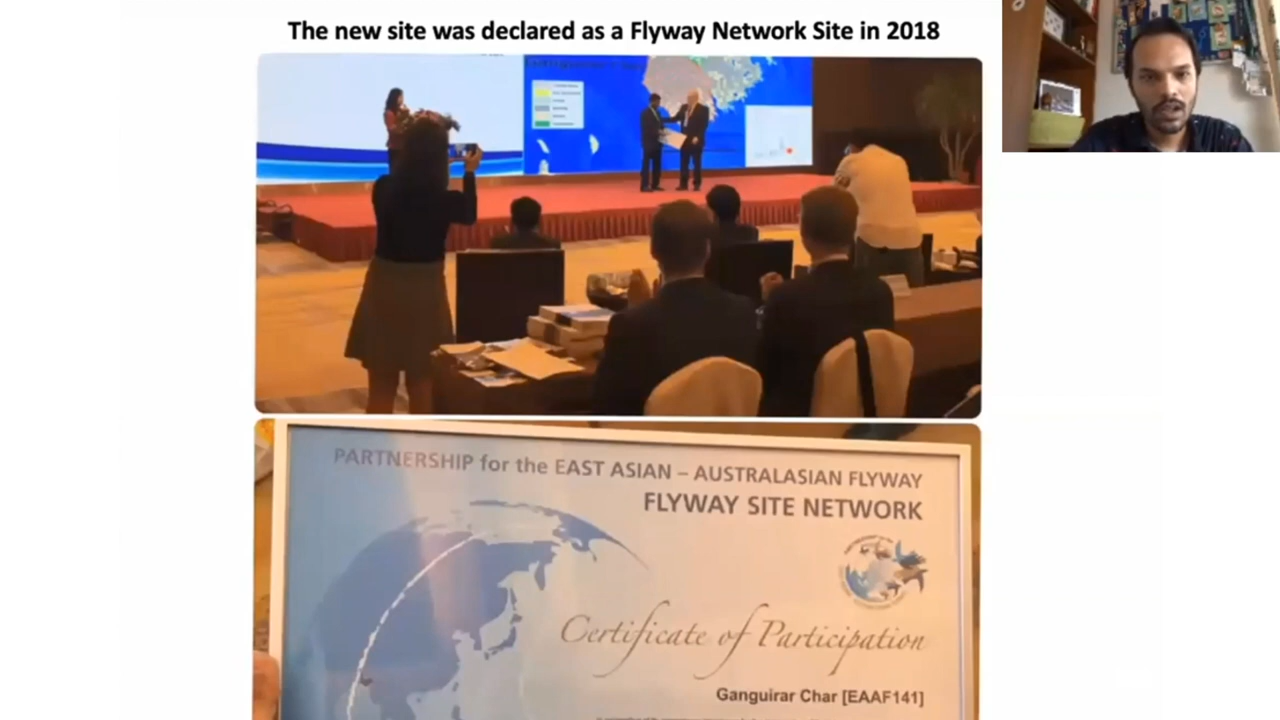 The new site was declared as a Flyway Network Site in 2018
PARTNERSHIP for the EAST ASIAN – AUSTRALASIAN FLYWAY
FLYWAY SITE NETWORK
Certificate of Participation
Ganguirar Char [EAAF141]